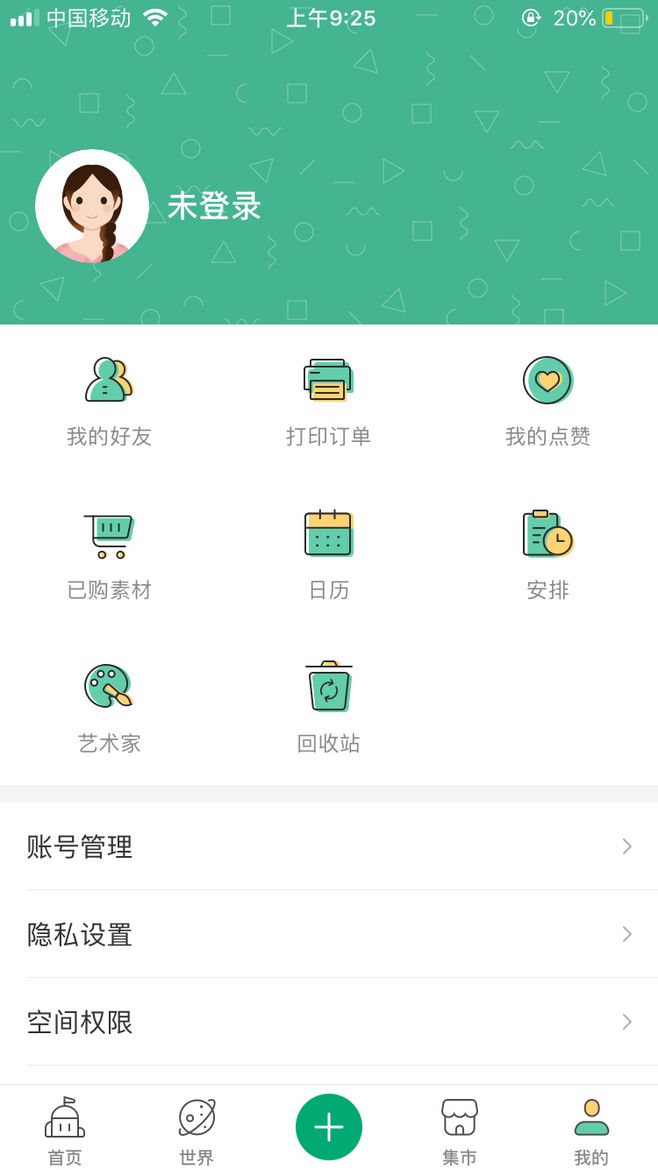 中国移动 上午9:25 20%
未登录
我的好友 打印订单 我的点赞
已购素材 日历 安排
艺术家 回收站
账号管理
隐私设置
空间权限
首页 世界 集市 我的